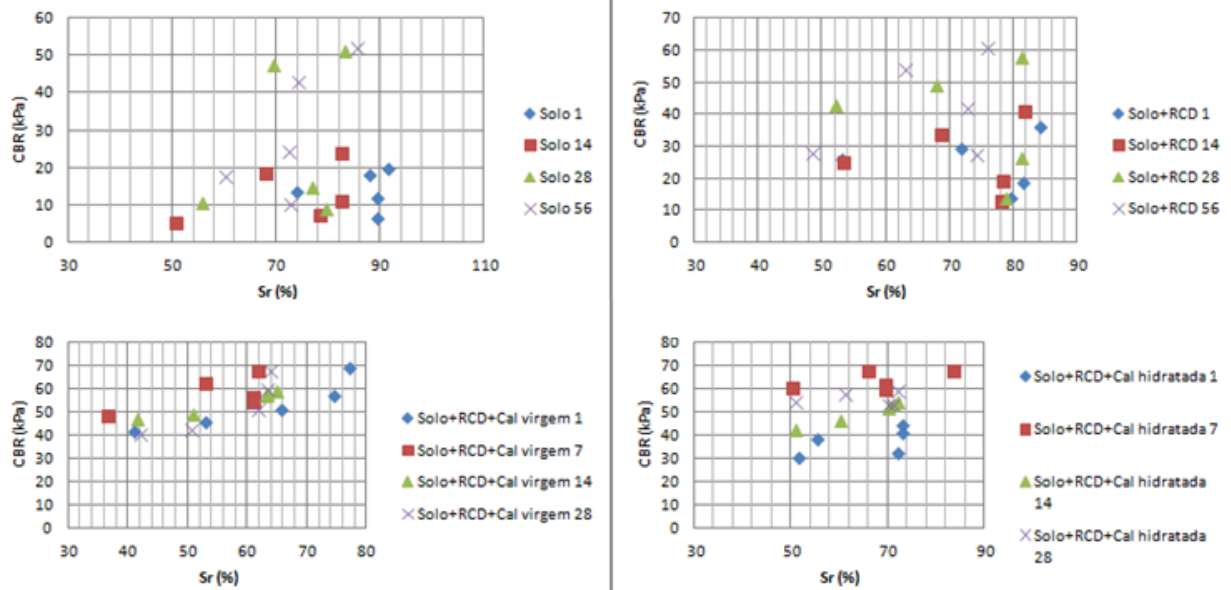 60
50
40
30
20
10
0
CBR (kPa)
30 50 70 90 110
Sr (%)
Solo 1
Solo 14
Solo 28
Solo 56
70
60
50
40
30
20
10
0
CBR (kPa)
30 40 50 60 70 80 90
Sr (%)
Solo+RCD 1
Solo+RCD 14
Solo+RCD 28
Solo+RCD 56
80
70
60
50
40
30
20
10
0
CBR (kPa)
30 40 50 60 70 80
Sr (%)
Solo+RCD+Cal virgem 1
Solo+RCD+Cal virgem 7
Solo+RCD+Cal virgem 14
Solo+RCD+Cal virgem 28
80
70
60
50
40
30
20
10
0
CBR (kPa)
30 50 70 90
Sr (%)
Solo+RCD+Cal hidratada 1
Solo+RCD+Cal hidratada 7
Solo+RCD+Cal hidratada
14
Solo+RCD+Cal hidratada
28